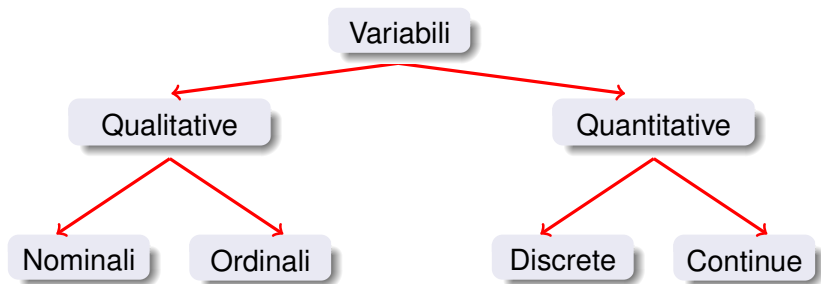 Variabili
Qualitative Quantitative
Nominali Ordinali Discrete Continue